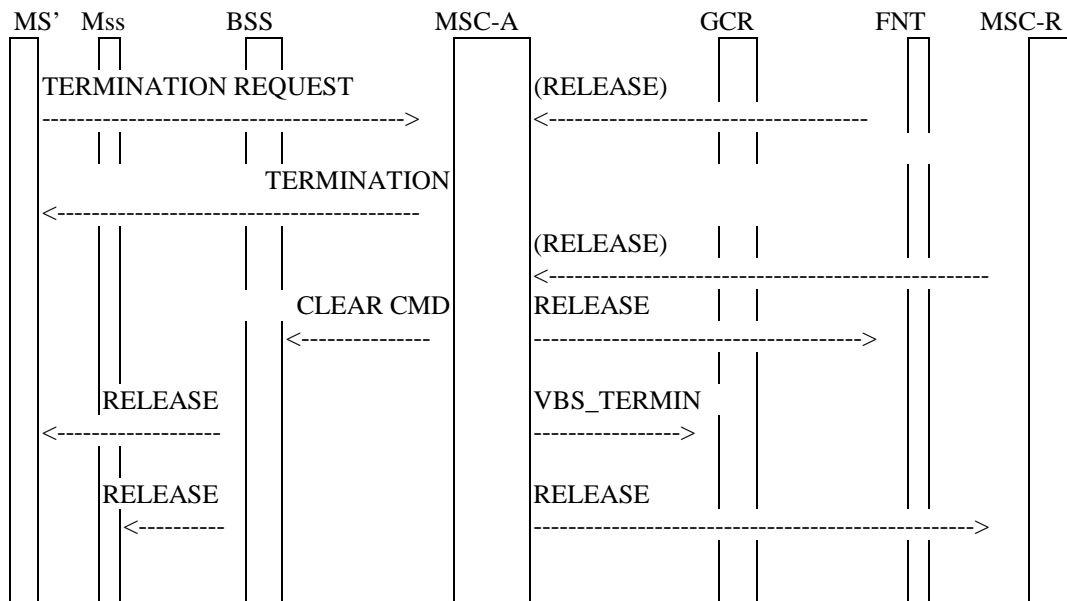 MS’ Mss BSS MSC-A GCR FNT MSC-R
TERMINATION REQUEST (RELEASE)
TERMINATION
(RELEASE)
CLEAR CMD RELEASE
RELEASE VBS_TERMIN
RELEASE RELEASE